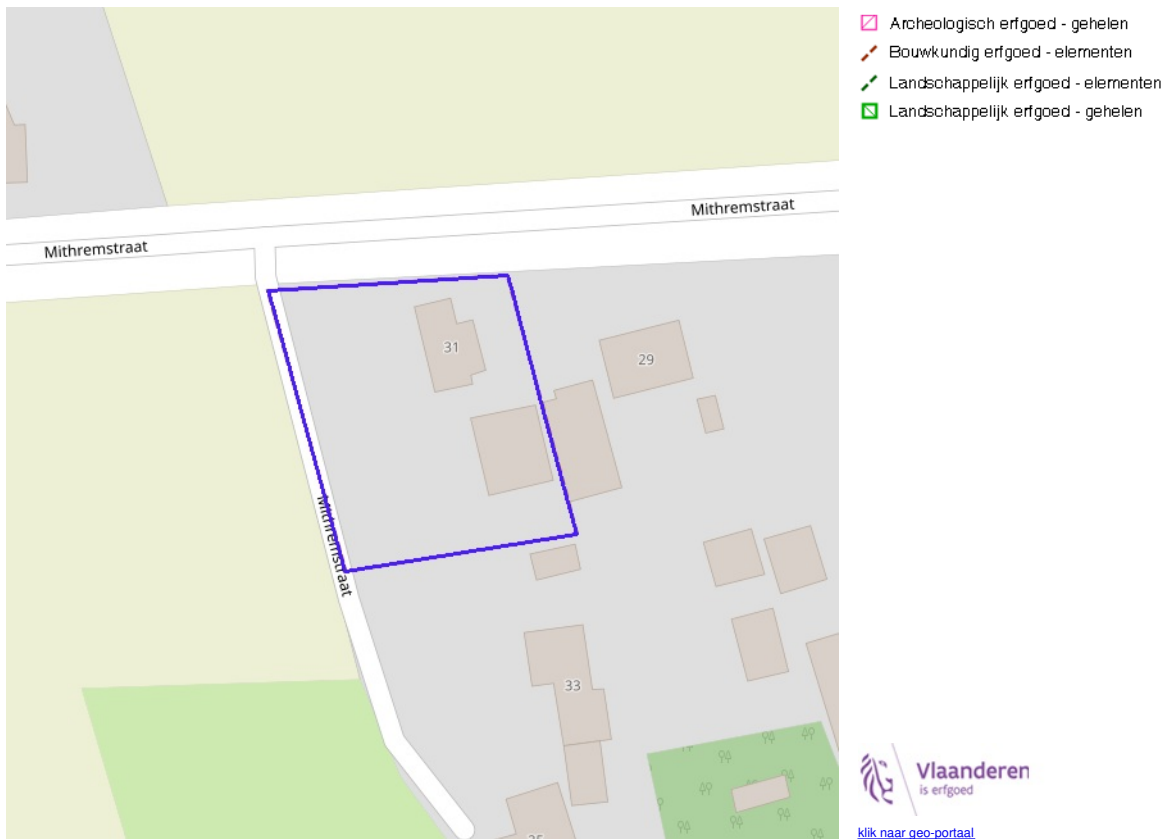 Archeologisch erfgoed - gehelen
Bouwkundig erfgoed - elementen
Landschappelijk erfgoed - elementen
Landschappelijk erfgoed - gehelen
Mithremstraat
Mithremstraat
31
29
Mithremstraat
33
35
Vlaanderen
is erfgoed
klik naar geo-portaal